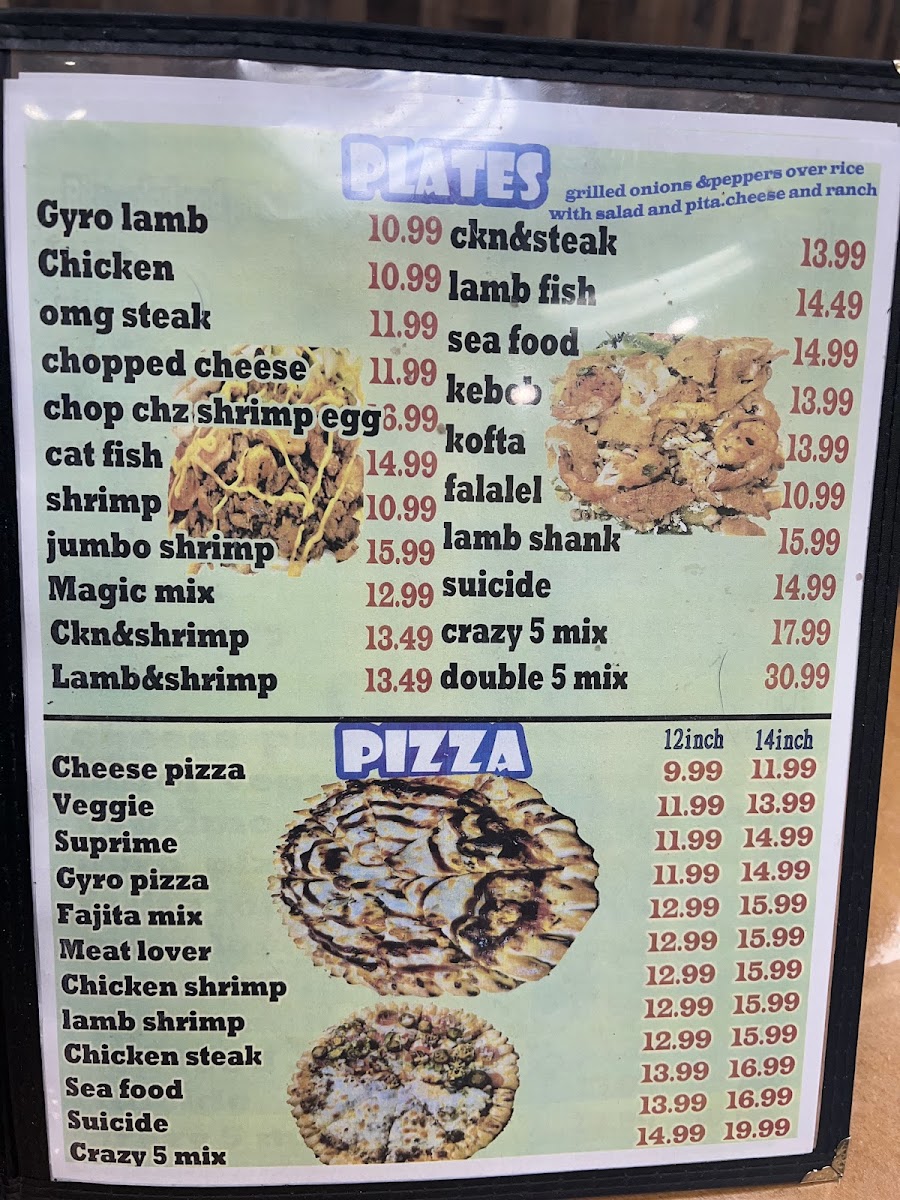 PLATES
grilled onions &peppers over rice
with salad and pita.cheese and ranch
Gyro lamb 10.99
Chicken 10.99
omg steak 11.99
chopped cheese 11.99
chop chz shrimp egg 6.99
cat fish 14.99
shrimp 10.99
jumbo shrimp 15.99
Magic mix 12.99
Ckn&shrimp 13.49
Lamb&shrimp 13.49
ckn&steak 13.99
lamb fish 14.49
sea food 14.99
kebob 13.99
kofta 13.99
falalel 10.99
lamb shank 15.99
suicide 14.99
crazy 5 mix 17.99
double 5 mix 30.99
PIZZA
12inch 14inch
Cheese pizza 9.99 11.99
Veggie 11.99 13.99
Suprime 11.99 14.99
Gyro pizza 11.99 14.99
Fajita mix 12.99 15.99
Meat lover 12.99 15.99
Chicken shrimp 12.99 15.99
lamb shrimp 12.99 15.99
Chicken steak 12.99 15.99
Sea food 13.99 16.99
Suicide 13.99 16.99
Crazy 5 mix 14.99 19.99